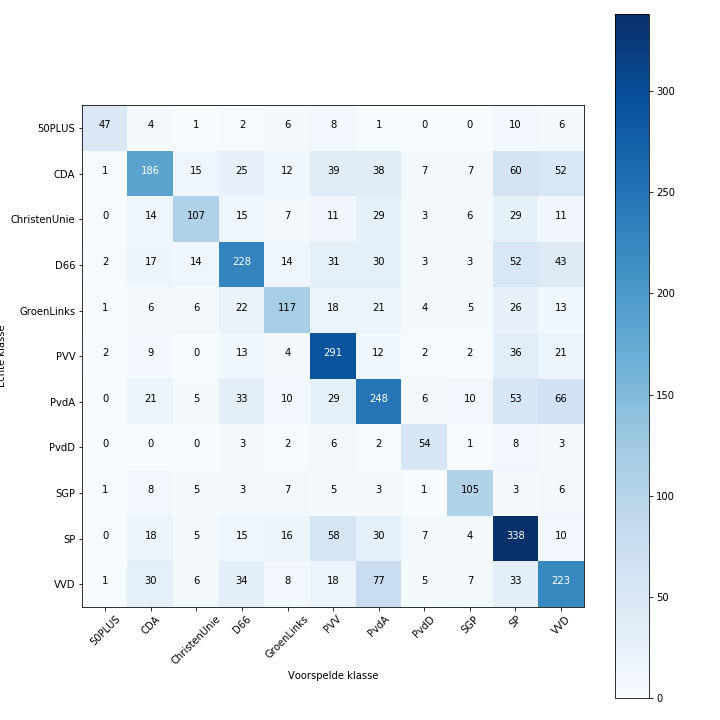 50PLUS 47 4 1 2 6 8 1 0 0 10 6
CDA 1 186 15 25 12 39 38 7 7 60 52
ChristenUnie 0 14 107 15 7 11 29 3 6 29 11
D66 2 17 14 228 14 31 30 3 3 52 43
GroenLinks 1 6 6 22 117 18 21 4 5 26 13
PVV 2 9 0 13 4 291 12 2 2 36 21
PvdA 0 21 5 33 10 29 248 6 10 53 66
PvdD 0 0 0 3 2 6 2 54 1 8 3
SGP 1 8 5 3 7 5 3 1 105 3 6
SP 0 18 5 15 16 58 30 7 4 338 10
VVD 1 30 6 34 8 18 77 5 7 33 223
50PLUS CDA ChristenUnie D66 GroenLinks PVV PvdA PvdD SGP SP VVD
Voorspelde klasse
300
250
200
150
100
50
0